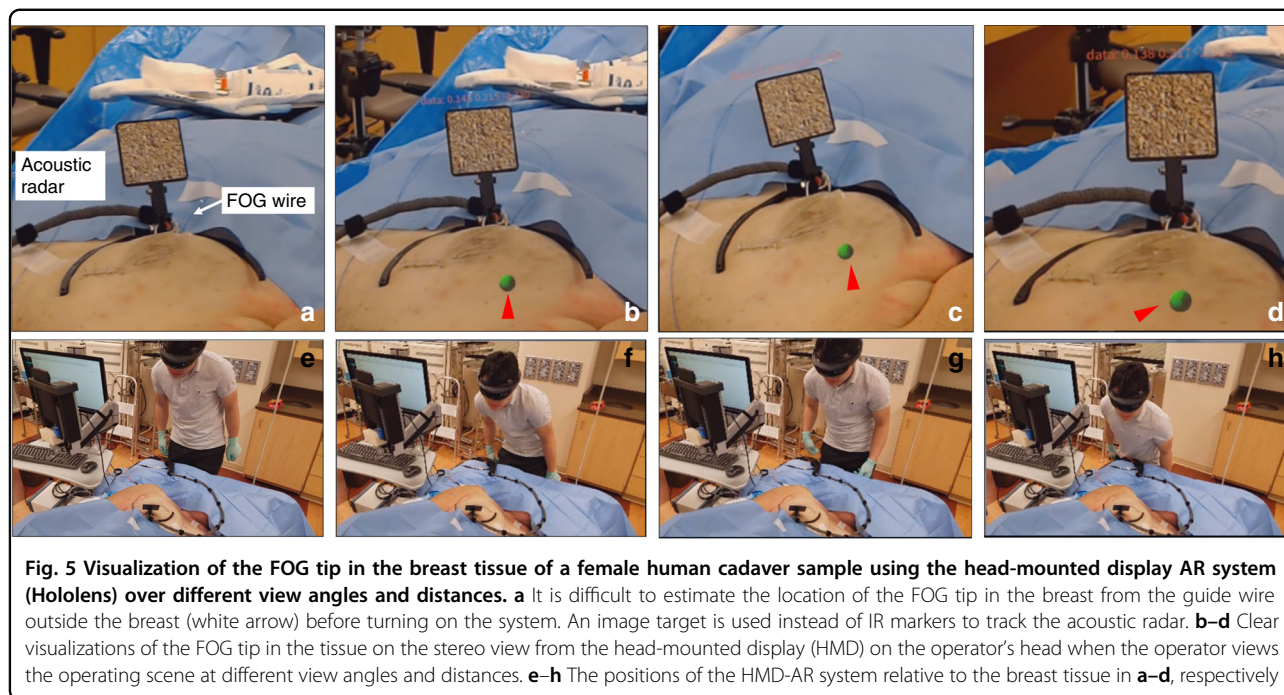 Acoustic
radar
FOG wire
data: 0.138 0.217
a
b
c
d
e
f
g
h
Fig. 5 Visualization of the FOG tip in the breast tissue of a female human cadaver sample using the head-mounted display AR system
(Hololens) over different view angles and distances. a It is difficult to estimate the location of the FOG tip in the breast from the guide wire
outside the breast (white arrow) before turning on the system. An image target is used instead of IR markers to track the acoustic radar. b–d Clear
visualizations of the FOG tip in the tissue on the stereo view from the head-mounted display (HMD) on the operator's head when the operator views
the operating scene at different view angles and distances. e–h The positions of the HMD-AR system relative to the breast tissue in a–d, respectively